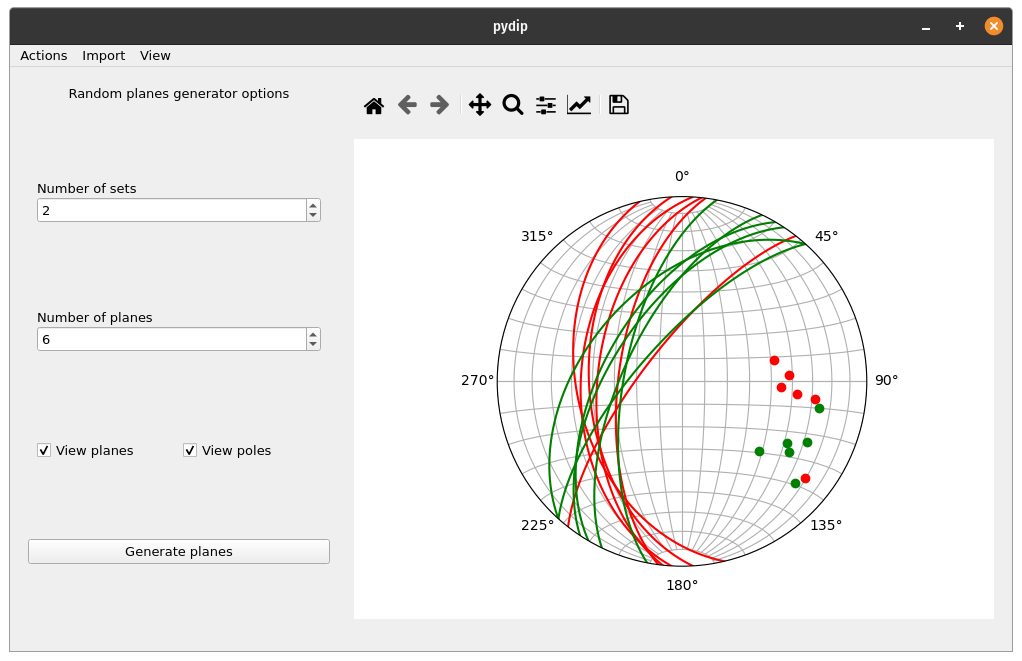 pydip
Actions Import View
Random planes generator options
Number of sets
2
Number of planes
6
View planes View poles
Generate planes
0°
315° 45°
270° 90°
225° 135°
180°